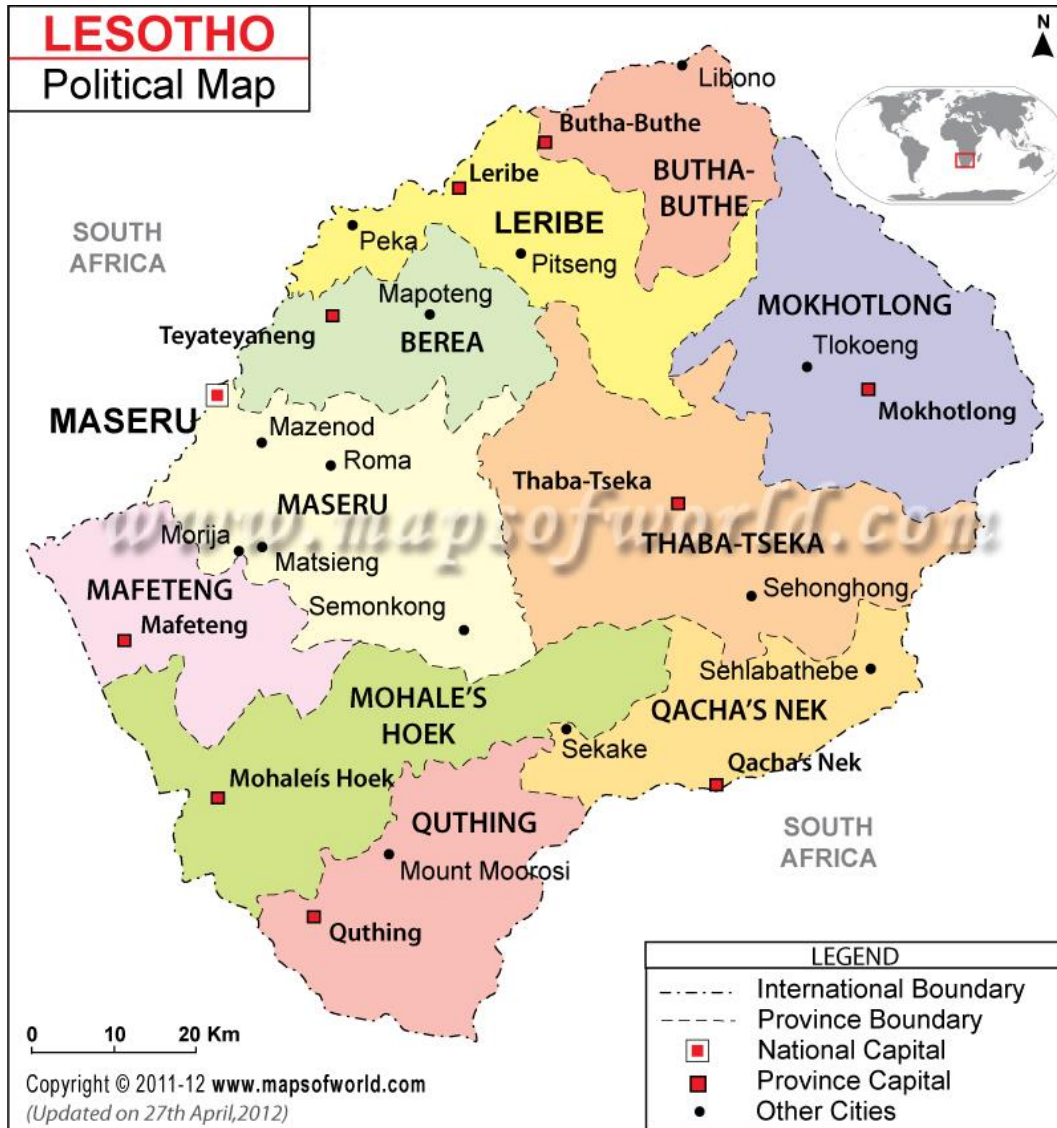 LESOTHO
Political Map
N
Libono
Butha-Buthe
BUTHA-
BUTHE
Leribe
LERIBE
SOUTH
AFRICA
Peka
Pitseng
Mapoteng
MOKHOTLONG
Teyateyaneng
BEREA
Tlokoeng
Mokhotlong
MASERU
Mazenod
Roma
Thaba-Tseka
MASERU
www.mapsofworld.com
Morija
THABA-TSEKA
Matsieng
MAFETENG
Sehonghong
Semonkong
Mafeteng
Sehlabathebe
MOHALE'S
HOEK
QACHA'S NEK
Sekake
Qacha's Nek
Mohaleís Hoek
QUTHING
SOUTH
AFRICA
Mount Moorosi
Quthing
LEGEND
International Boundary
Province Boundary
National Capital
Province Capital
Other Cities
0 10 20 Km
Copyright © 2011-12 www.mapsofworld.com
(Updated on 27th April,2012)